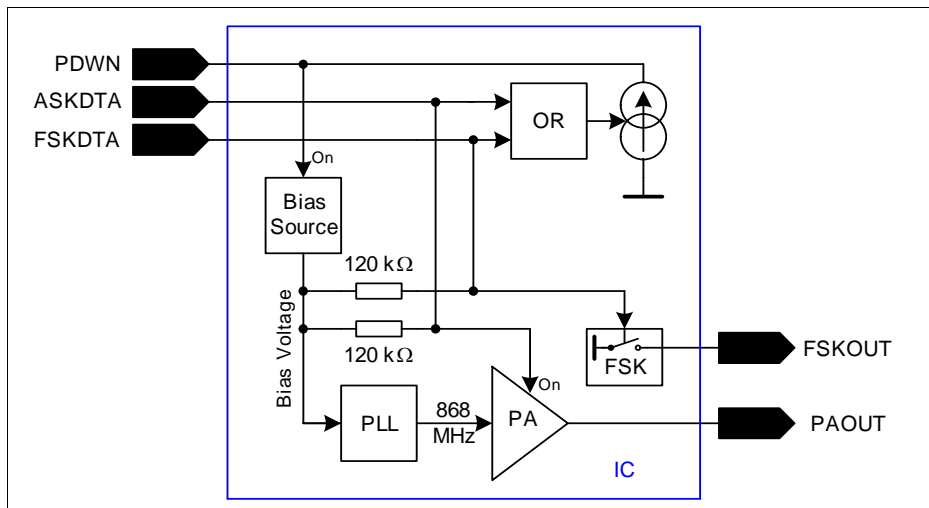 PDWN
ASKDTA
FSKDTA
On
OR
Bias
Source
120 kΩ
Bias Voltage
120 kΩ
FSK
FSKOUT
On
PLL
868
MHz
PA
PAOUT
IC